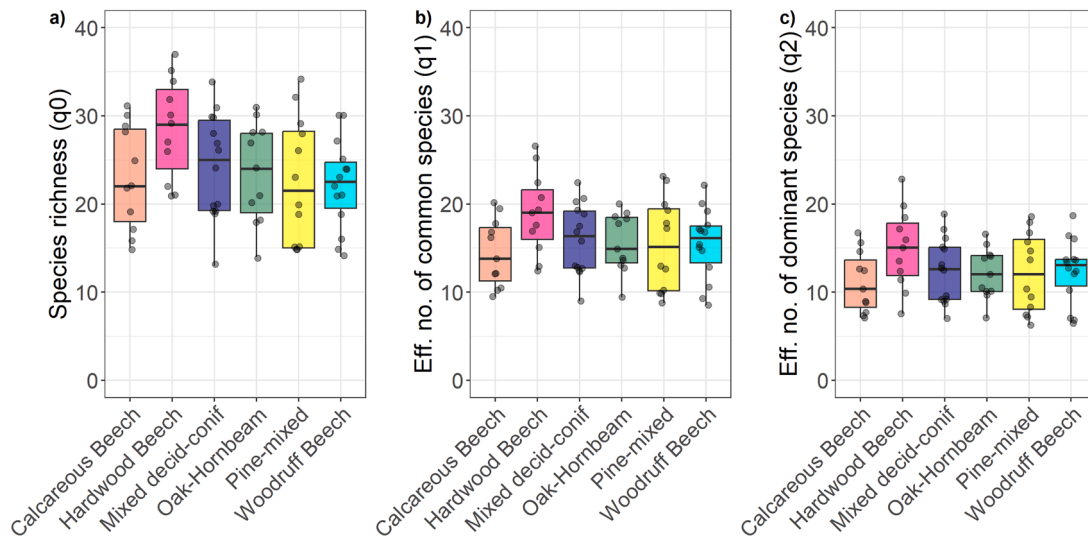 a)
Species richness (q0)
40
30
20
10
0
Calcareous Beech
Hardwood Beech
Mixed decid-conif
Oak-Hornbeam
Pine-mixed
Woodruff Beech
b)
Eff. no. of common species (q1)
40
30
20
10
0
Calcareous Beech
Hardwood Beech
Mixed decid-conif
Oak-Hornbeam
Pine-mixed
Woodruff Beech
c)
Eff. no. of dominant species (q2)
40
30
20
10
0
Calcareous Beech
Hardwood Beech
Mixed decid-conif
Oak-Hornbeam
Pine-mixed
Woodruff Beech